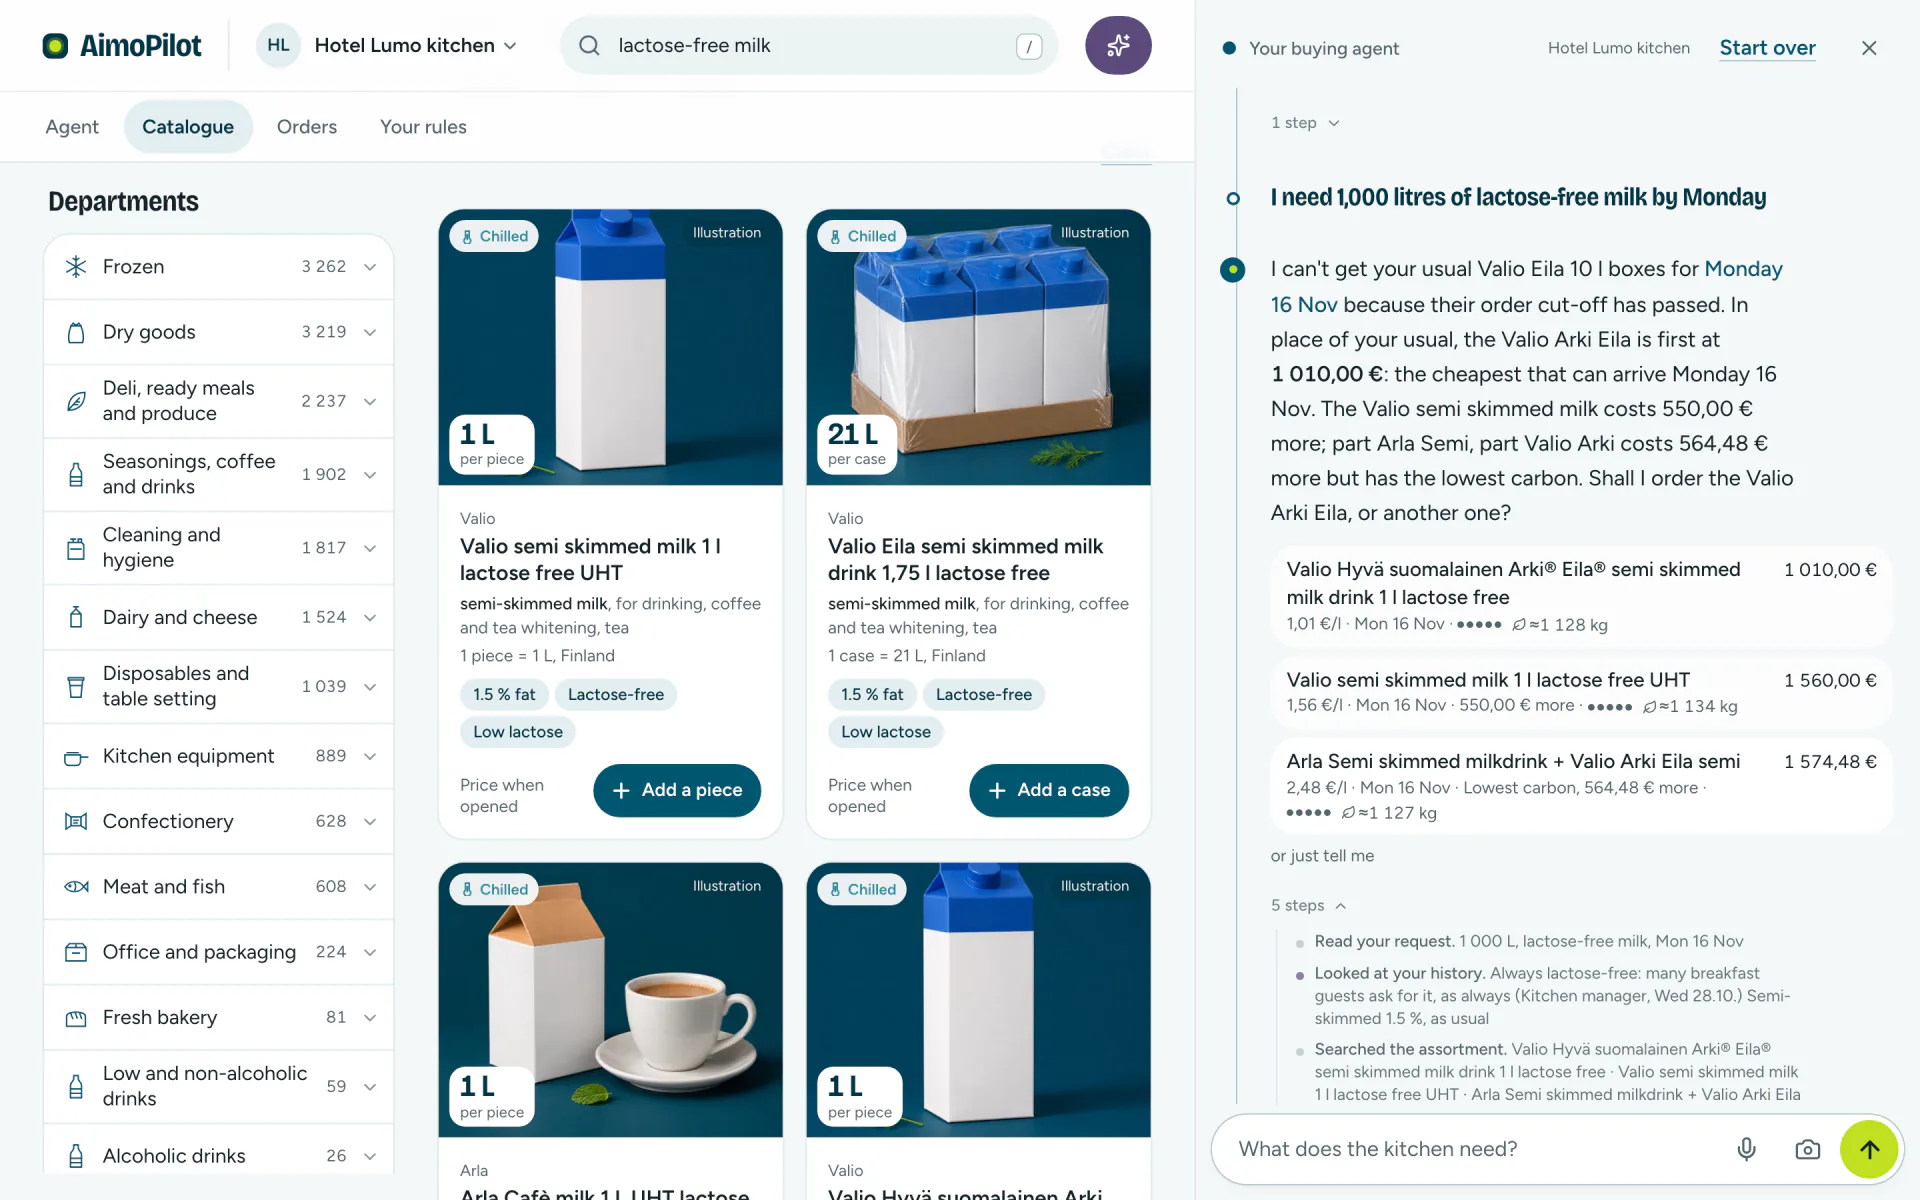 AimoPilot
HL
Hotel Lumo kitchen
lactose-free milk
/
Agent
Catalogue
Orders
Your rules
Departments
Frozen 3 262
Dry goods 3 219
Deli, ready meals
and produce
2 237
Seasonings, coffee
and drinks
1 902
Cleaning and
hygiene
1 817
Dairy and cheese 1 524
Disposables and
table setting
1 039
Kitchen equipment 889
Confectionery 628
Meat and fish 608
Office and packaging 224
Fresh bakery 81
Low and non-alcoholic
drinks
59
Alcoholic drinks 26
Chilled
Illustration
1 L
per piece
Valio
Valio semi skimmed milk 1 l
lactose free UHT
semi-skimmed milk, for drinking, coffee
and tea whitening, tea
1 piece = 1 L, Finland
1.5 % fat
Lactose-free
Low lactose
Price when
opened
Add a piece
Chilled
Illustration
21 L
per case
Valio
Valio Eila semi skimmed milk
drink 1,75 l lactose free
semi-skimmed milk, for drinking, coffee
and tea whitening, tea
1 case = 21 L, Finland
1.5 % fat
Lactose-free
Low lactose
Price when
opened
Add a case
Chilled
Illustration
1 L
per piece
Arla
Arla Cafè milk 1 L UHT lactose
Chilled
Illustration
1 L
per piece
Valio
Valio Hyvä suomalainen Arki
Your buying agent
Hotel Lumo kitchen
Start over
1 step
I need 1,000 litres of lactose-free milk by Monday
I can't get your usual Valio Eila 10 l boxes for Monday
16 Nov because their order cut-off has passed. In
place of your usual, the Valio Arki Eila is first at
1 010,00 €: the cheapest that can arrive Monday 16
Nov. The Valio semi skimmed milk costs 550,00 €
more; part Arla Semi, part Valio Arki costs 564,48 €
more but has the lowest carbon. Shall I order the Valio
Arki Eila, or another one?
Valio Hyvä suomalainen Arki® Eila® semi skimmed
milk drink 1 l lactose free
1 010,00 €
1,01 €/l · Mon 16 Nov · ••••• ≈1 128 kg
Valio semi skimmed milk 1 l lactose free UHT
1 560,00 €
1,56 €/l · Mon 16 Nov · 550,00 € more · ••••• ≈1 134 kg
Arla Semi skimmed milkdrink + Valio Arki Eila semi
1 574,48 €
2,48 €/l · Mon 16 Nov · Lowest carbon, 564,48 € more ·
••••• ≈1 127 kg
or just tell me
5 steps
Read your request. 1 000 L, lactose-free milk, Mon 16 Nov
Looked at your history. Always lactose-free: many breakfast
guests ask for it, as always (Kitchen manager, Wed 28.10.) Semi-
skimmed 1.5 %, as usual
Searched the assortment. Valio Hyvä suomalainen Arki® Eila®
semi skimmed milk drink 1 l lactose free · Valio semi skimmed milk
1 l lactose free UHT · Arla Semi skimmed milkdrink + Valio Arki Eila
What does the kitchen need?